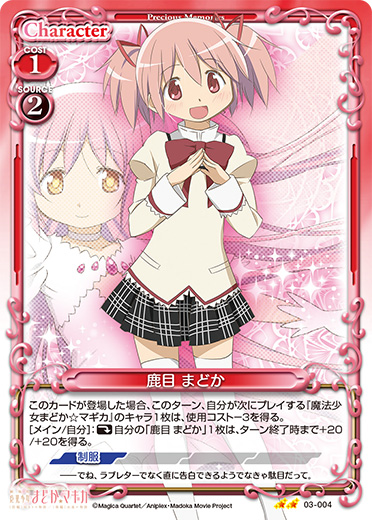 Precious Memories
Character
COST
1
SOURCE
2
鹿目 まどか
このカードが登場した場合、このターン、自分が次にプレイする『魔法少
女まどか☆マギカ』のキャラ1枚は、使用コスト－3を得る。
[メイン/自分]：自分の「鹿目 まどか」1枚は、ターン終了時まで+20
/+20を得る。
制服
――でね、ラブレターでなく直に告白できるようでなきゃ駄目だって。
まどか☆マギカ
©Magica Quartet／Aniplex・Madoka Movie Project
03-004